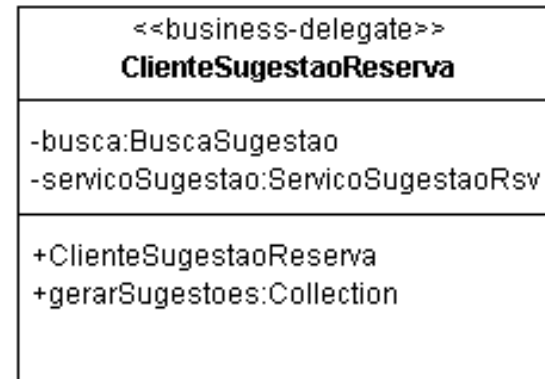 <<business-delegate>>
ClienteSugestaoReserva
-busca:BuscaSugestao
-servicoSugestao:ServicoSugestaoRsv
+ClienteSugestaoReserva
+gerarSugestoes:Collection